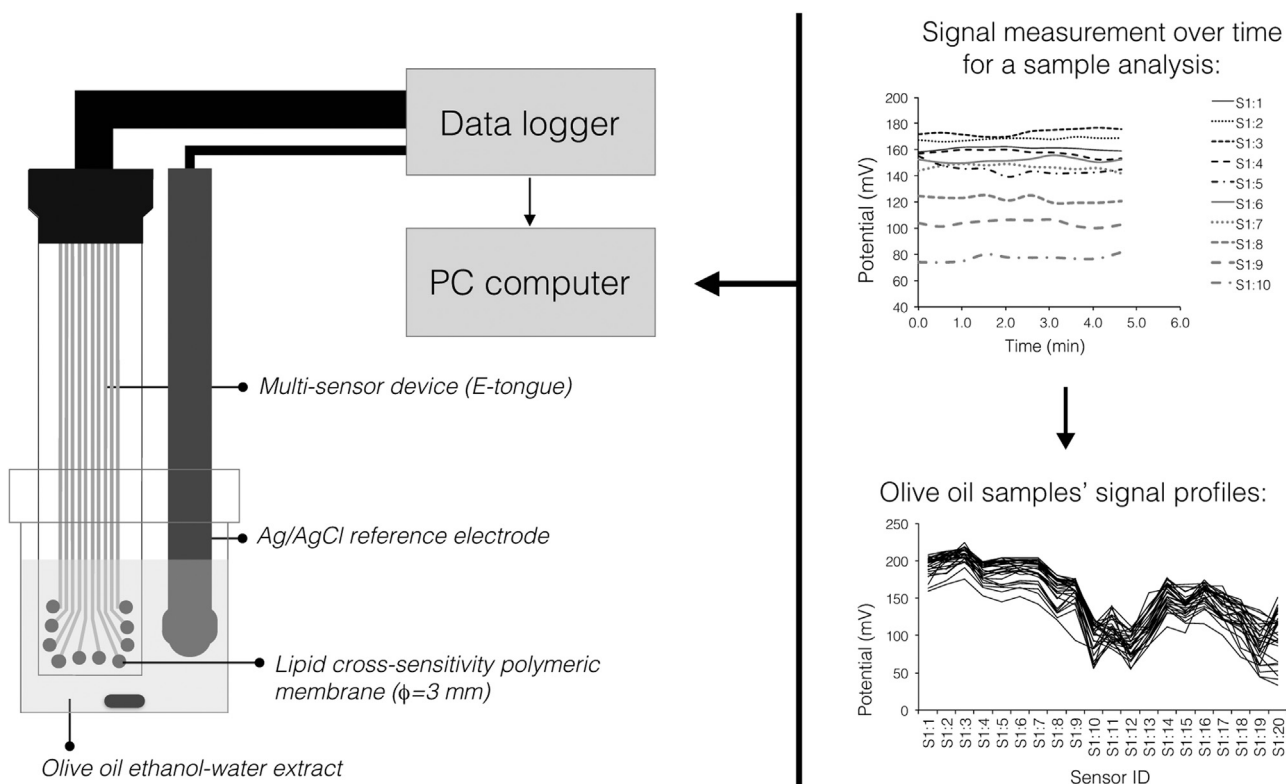 Data logger
PC computer
Multi-sensor device (E-tongue)
Ag/AgCl reference electrode
Lipid cross-sensitivity polymeric
membrane (ϕ=3 mm)
Olive oil ethanol-water extract
Signal measurement over time
for a sample analysis:
Potential (mV)
200
180
160
140
120
100
80
60
40
0.0 1.0 2.0 3.0 4.0 5.0 6.0
Time (min)
S1:1
S1:2
S1:3
S1:4
S1:5
S1:6
S1:7
S1:8
S1:9
S1:10
Olive oil samples’ signal profiles:
Potential (mV)
250
200
150
100
50
0
S1:1
S1:2
S1:3
S1:4
S1:5
S1:6
S1:7
S1:8
S1:9
S1:10
S1:11
S1:12
S1:13
S1:14
S1:15
S1:16
S1:17
S1:18
S1:19
S1:20
Sensor ID